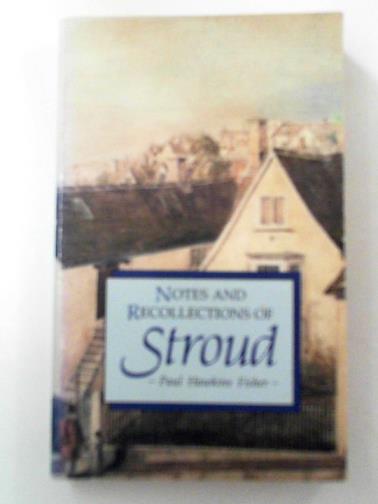 NOTES AND
RECOLLECTIONS OF
Stroud
– Paul Hawkins Fisher –